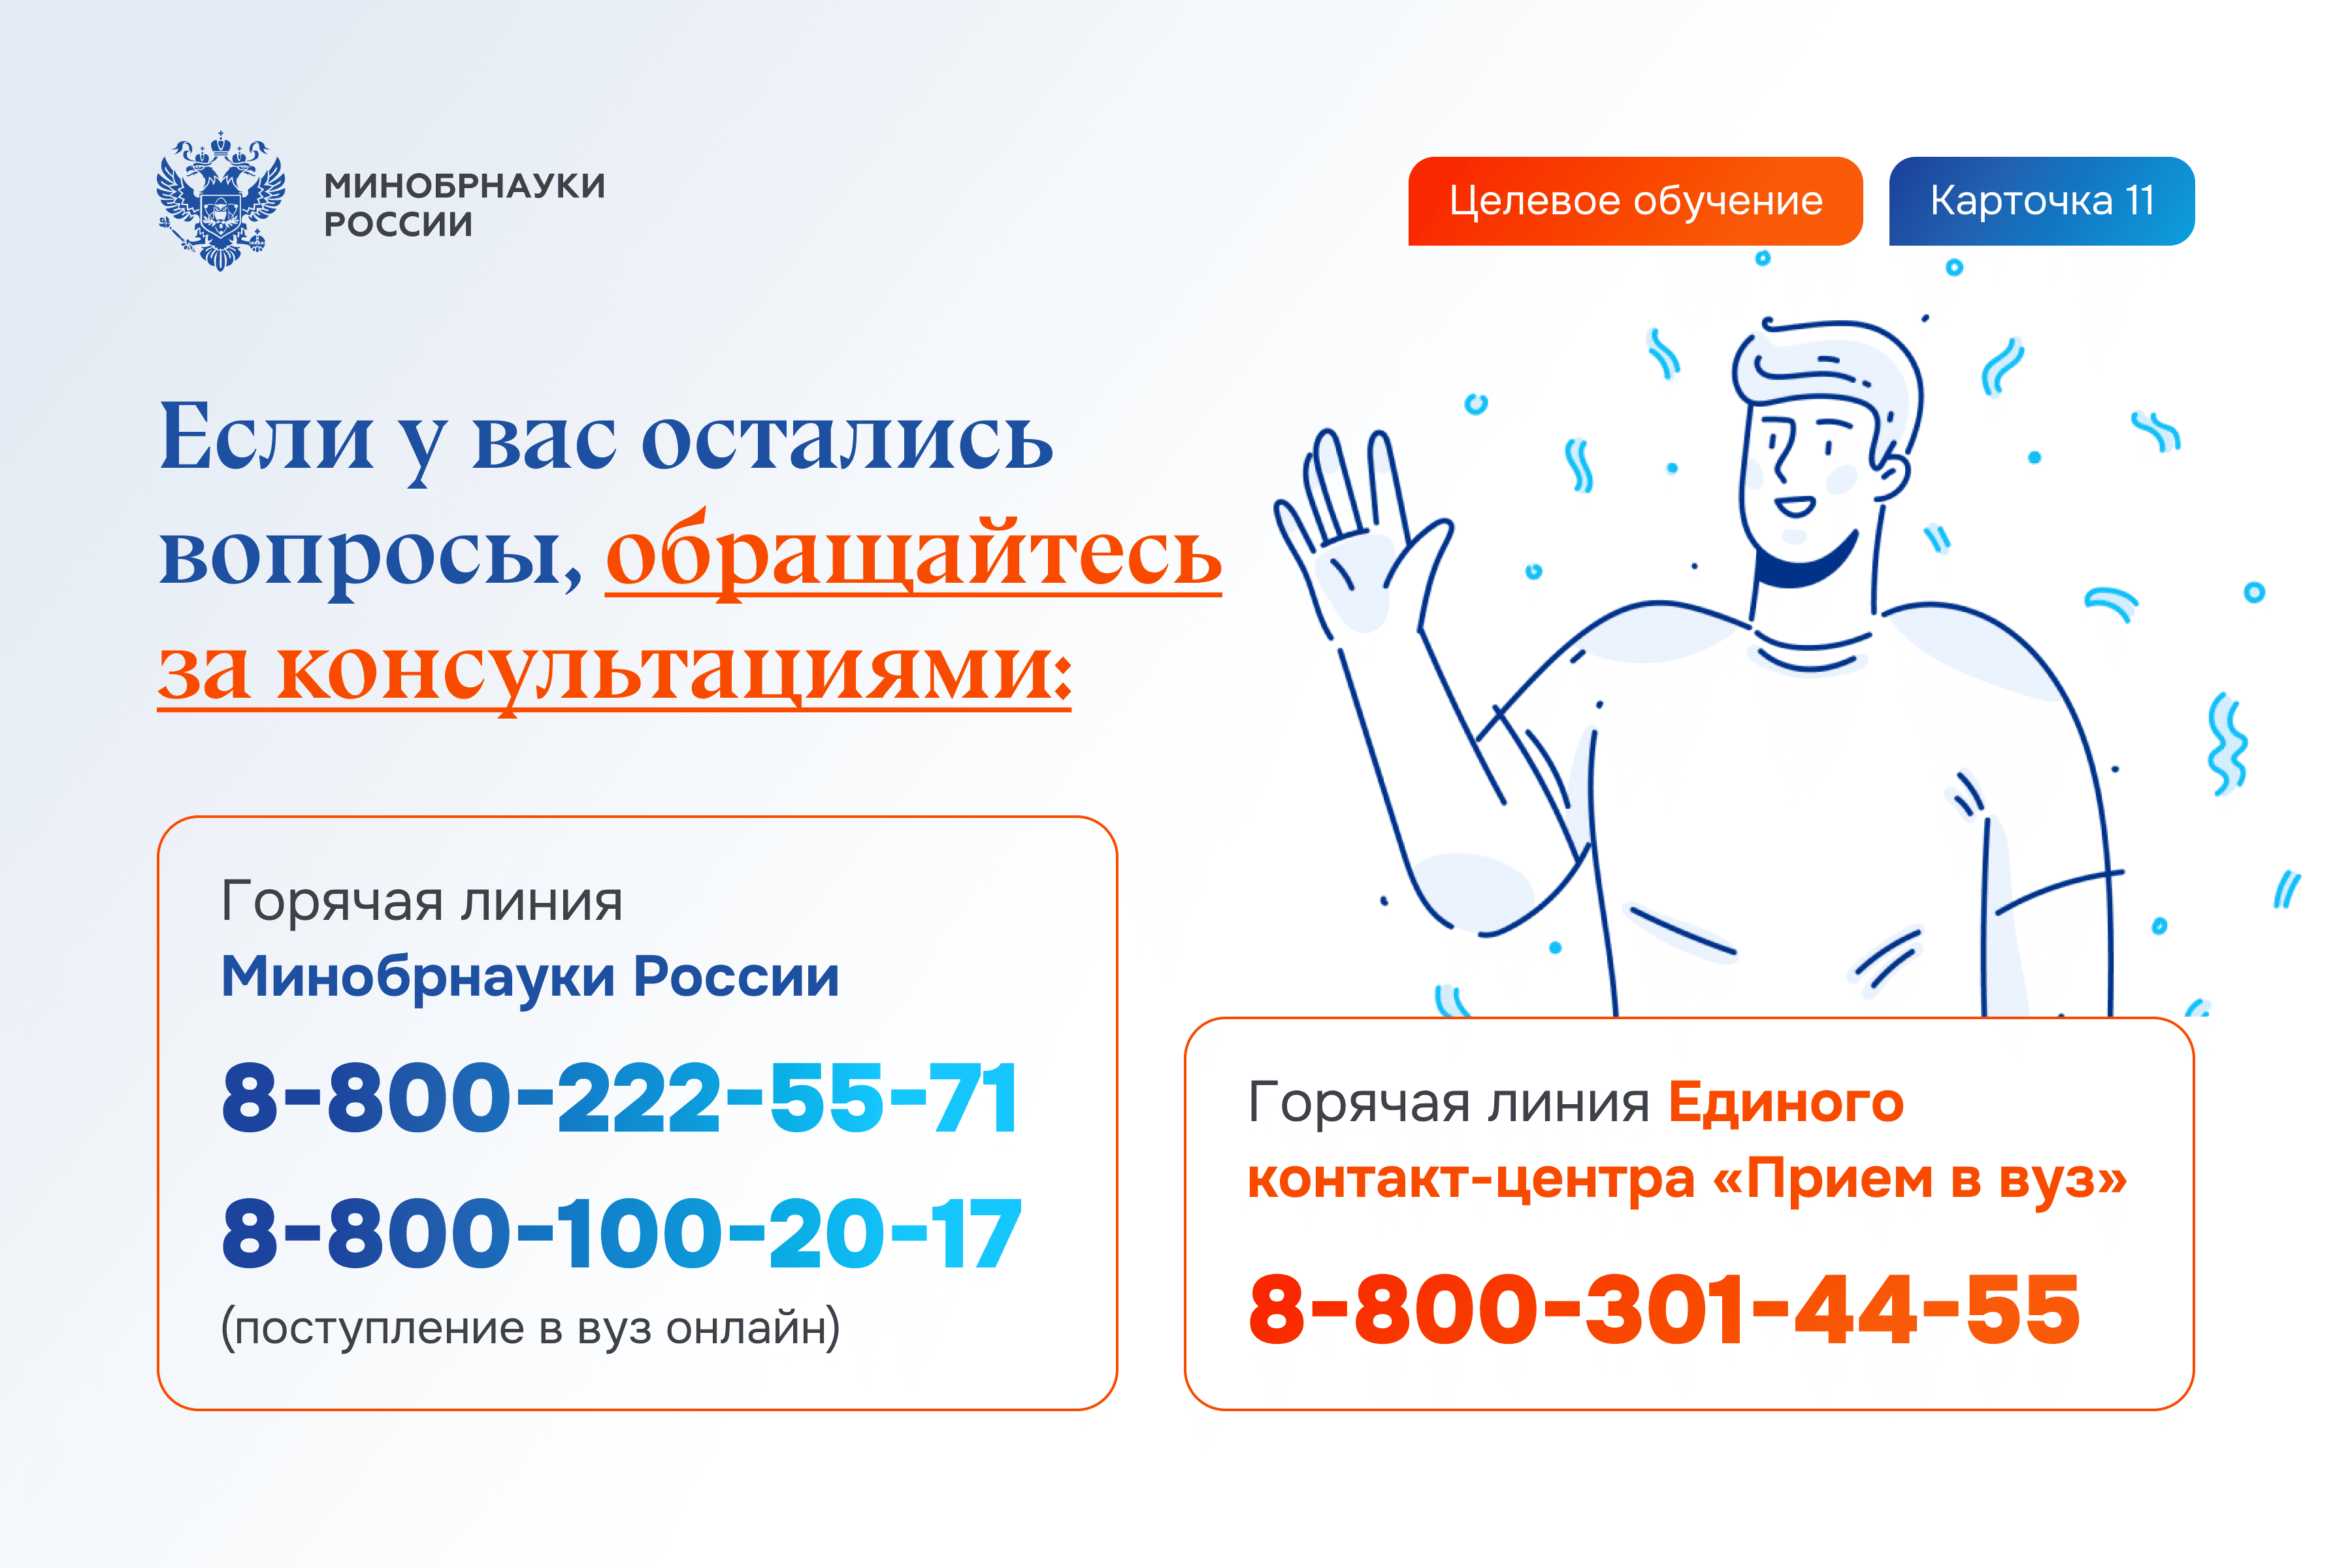 МИНОБРНАУКИ
РОССИИ
Целевое обучение
Карточка 11
Если у вас остались
вопросы, обращайтесь
за консультациями:
Горячая линия
Минобрнауки России
8-800-222-55-71
8-800-100-20-17
(поступление в вуз онлайн)
Горячая линия Единого
контакт-центра «Прием в вуз»
8-800-301-44-55